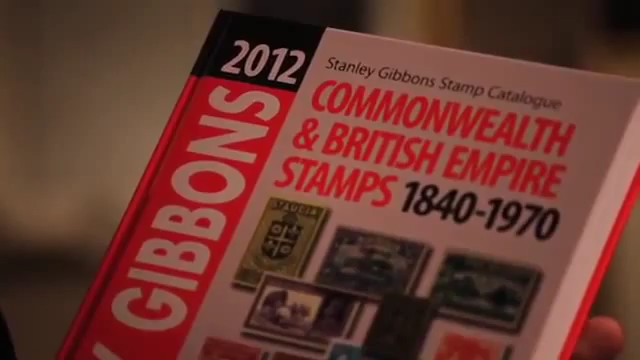 2012
Y GIBBONS
Stanley Gibbons Stamp Catalogue
COMMONWEALTH
& BRITISH EMPIRE
STAMPS 1840-1970